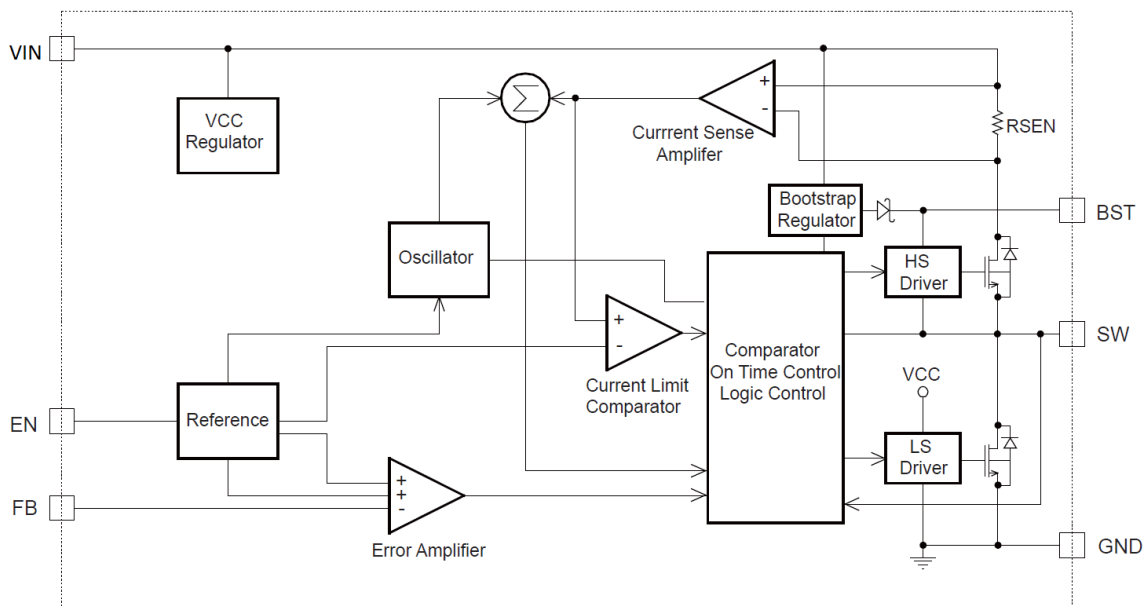 VIN
VCC
Regulator
Σ
+
-
Currrent Sense
Amplifer
RSEN
Bootstrap
Regulator
BST
Oscillator
HS
Driver
+
-
Current Limit
Comparator
Comparator
On Time Control
Logic Control
SW
VCC
EN
Reference
LS
Driver
+
+
-
FB
Error Amplifier
GND